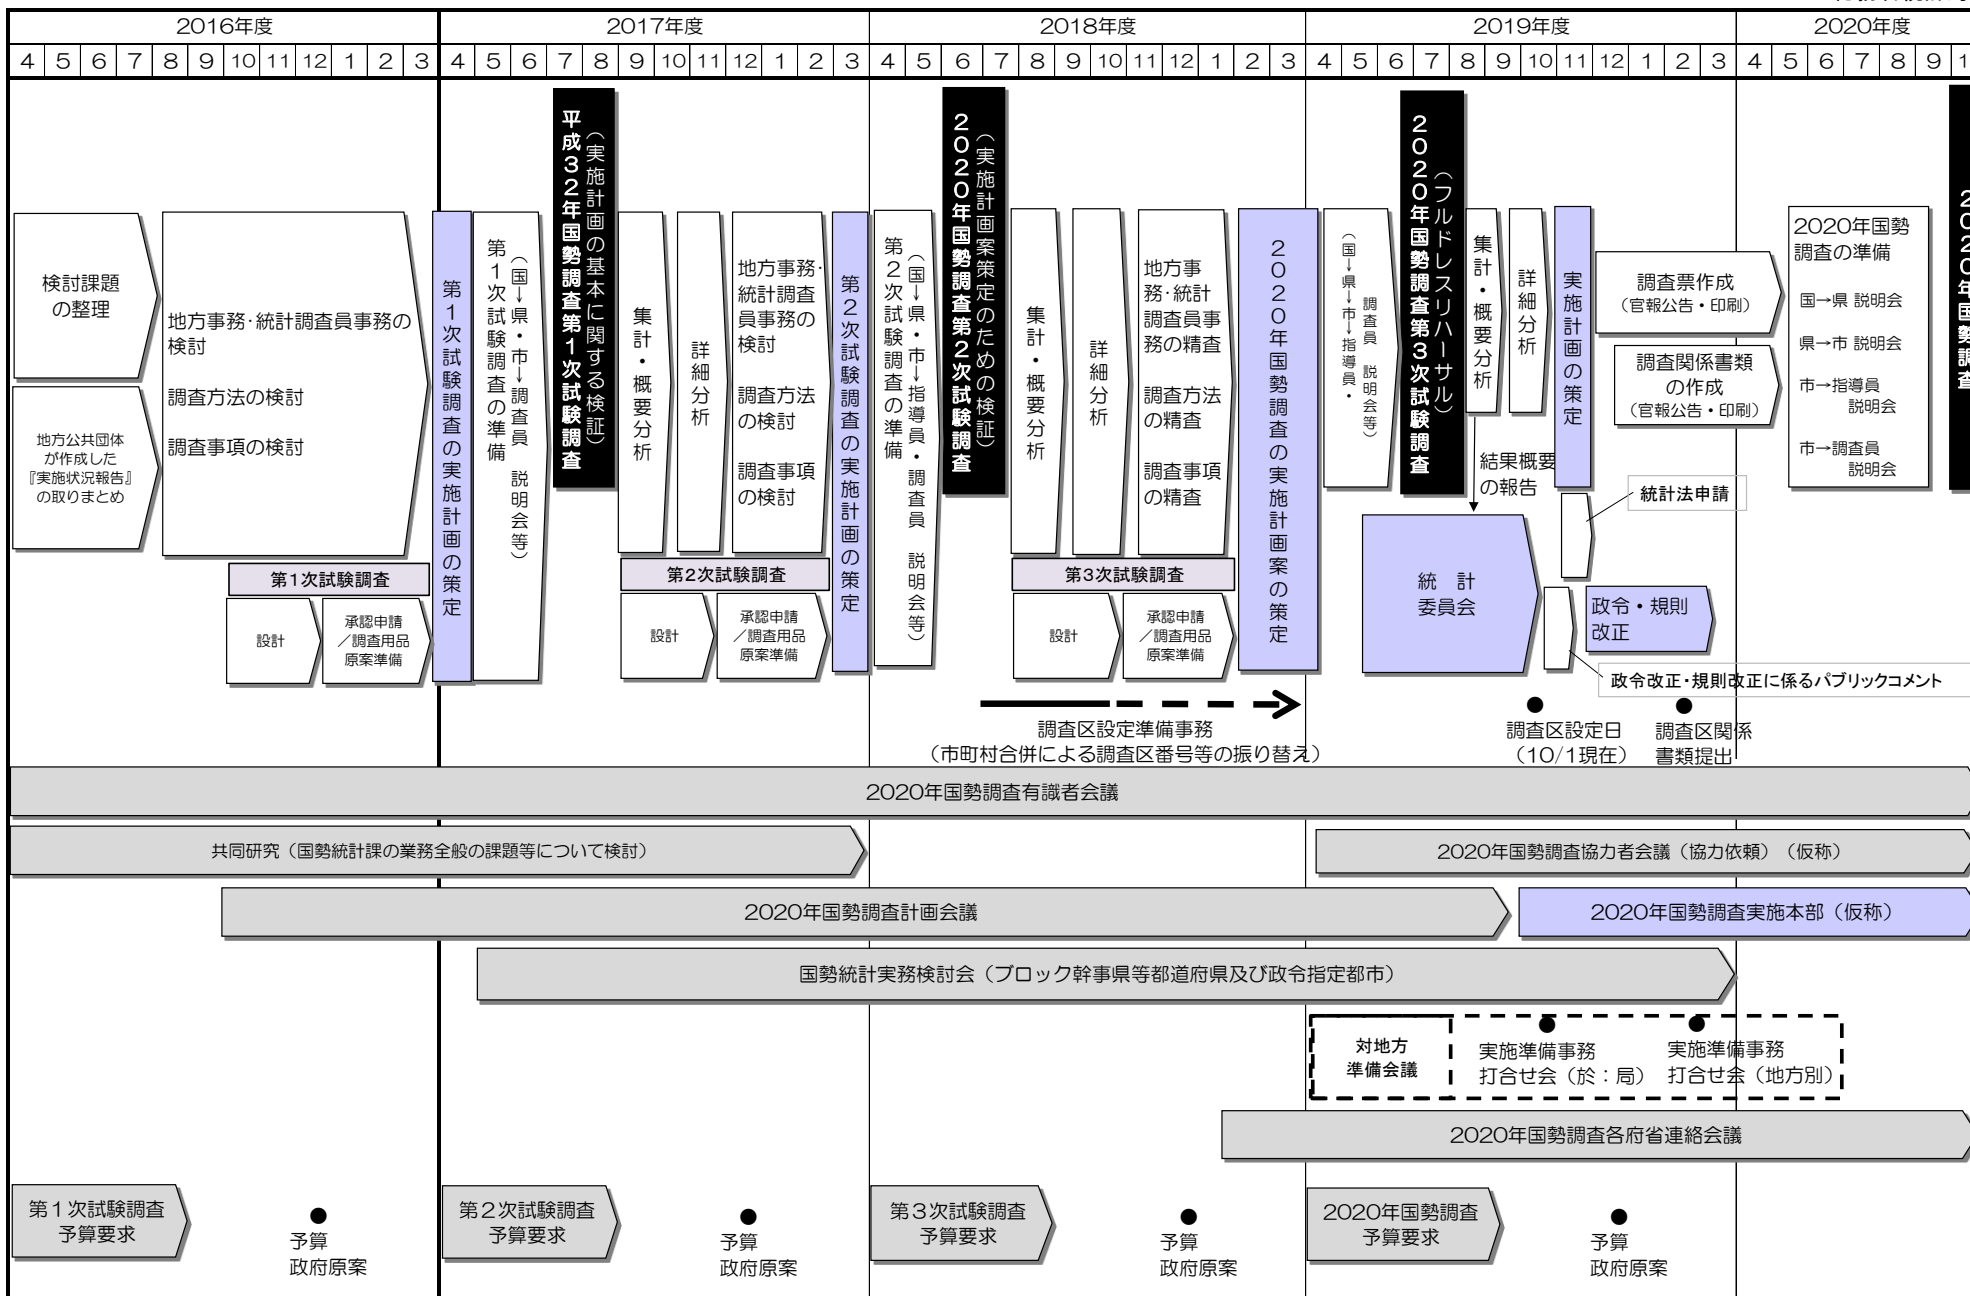 2016年度
2017年度
2018年度
2019年度
2020年度
4 5 6 7 8 9 10 11 12 1 2 3
4 5 6 7 8 9 10 11 12 1 2 3
4 5 6 7 8 9 10 11 12 1 2 3
4 5 6 7 8 9 10 11 12 1 2 3
4 5 6 7 8 9 1
検討課題
の整理
地方公共団体
が作成した
『実施状況報告』
の取りまとめ
地方事務・統計調査員事務の
検討
調査方法の検討
調査事項の検討
第1次試験調査
設計
承認申請
／調査用品
原案準備
第1次試験調査の実施計画の策定
第1次試験調査の準備
（国→県・市→調査員 説明会等）
平成32年国勢調査第1次試験調査
（実施計画の基本に関する検証）
集計・概要分析
詳細分析
地方事務・
統計調査
員事務の
検討
調査方法
の検討
調査事項
の検討
第2次試験調査
設計
承認申請
／調査用品
原案準備
第2次試験調査の実施計画の策定
第2次試験調査の準備
（国→県・市→指導員・調査員 説明会等）
2020年国勢調査第2次試験調査
（実施計画案策定のための検証）
集計・概要分析
詳細分析
地方事
務・統計
調査員事
務の精査
調査方法
の精査
調査事項
の精査
第3次試験調査
設計
承認申請
／調査用品
原案準備
2020年国勢調査の実施計画案の策定
（国→県→市→指導員・
調査員 説明会等）
2020年国勢調査第3次試験調査
（フルドレスリハーサル）
集計・概要分析
詳細分析
実施計画の策定
結果概要
の報告
統計
委員会
統計法申請
調査票作成
（官報公告・印刷）
調査関係書類
の作成
（官報公告・印刷）
政令・規則
改正
政令改正・規則改正に係るパブリックコメント
2020年国勢
調査の準備
国→県 説明会
県→市 説明会
市→指導員
説明会
市→調査員
説明会
2020年国勢調査
調査区設定準備事務
（市町村合併による調査区番号等の振り替え）
調査区設定日
（10/1現在）
調査区関係
書類提出
2020年国勢調査有識者会議
共同研究（国勢統計課の業務全般の課題等について検討）
2020年国勢調査協力者会議（協力依頼）（仮称）
2020年国勢調査計画会議
2020年国勢調査実施本部（仮称）
国勢統計実務検討会（ブロック幹事県等都道府県及び政令指定都市）
対地方
準備会議
実施準備事務
打合せ会（於：局）
実施準備事務
打合せ会（地方別）
2020年国勢調査各府省連絡会議
第1次試験調査
予算要求
予算
政府原案
第2次試験調査
予算要求
予算
政府原案
第3次試験調査
予算要求
予算
政府原案
2020年国勢調査
予算要求
予算
政府原案